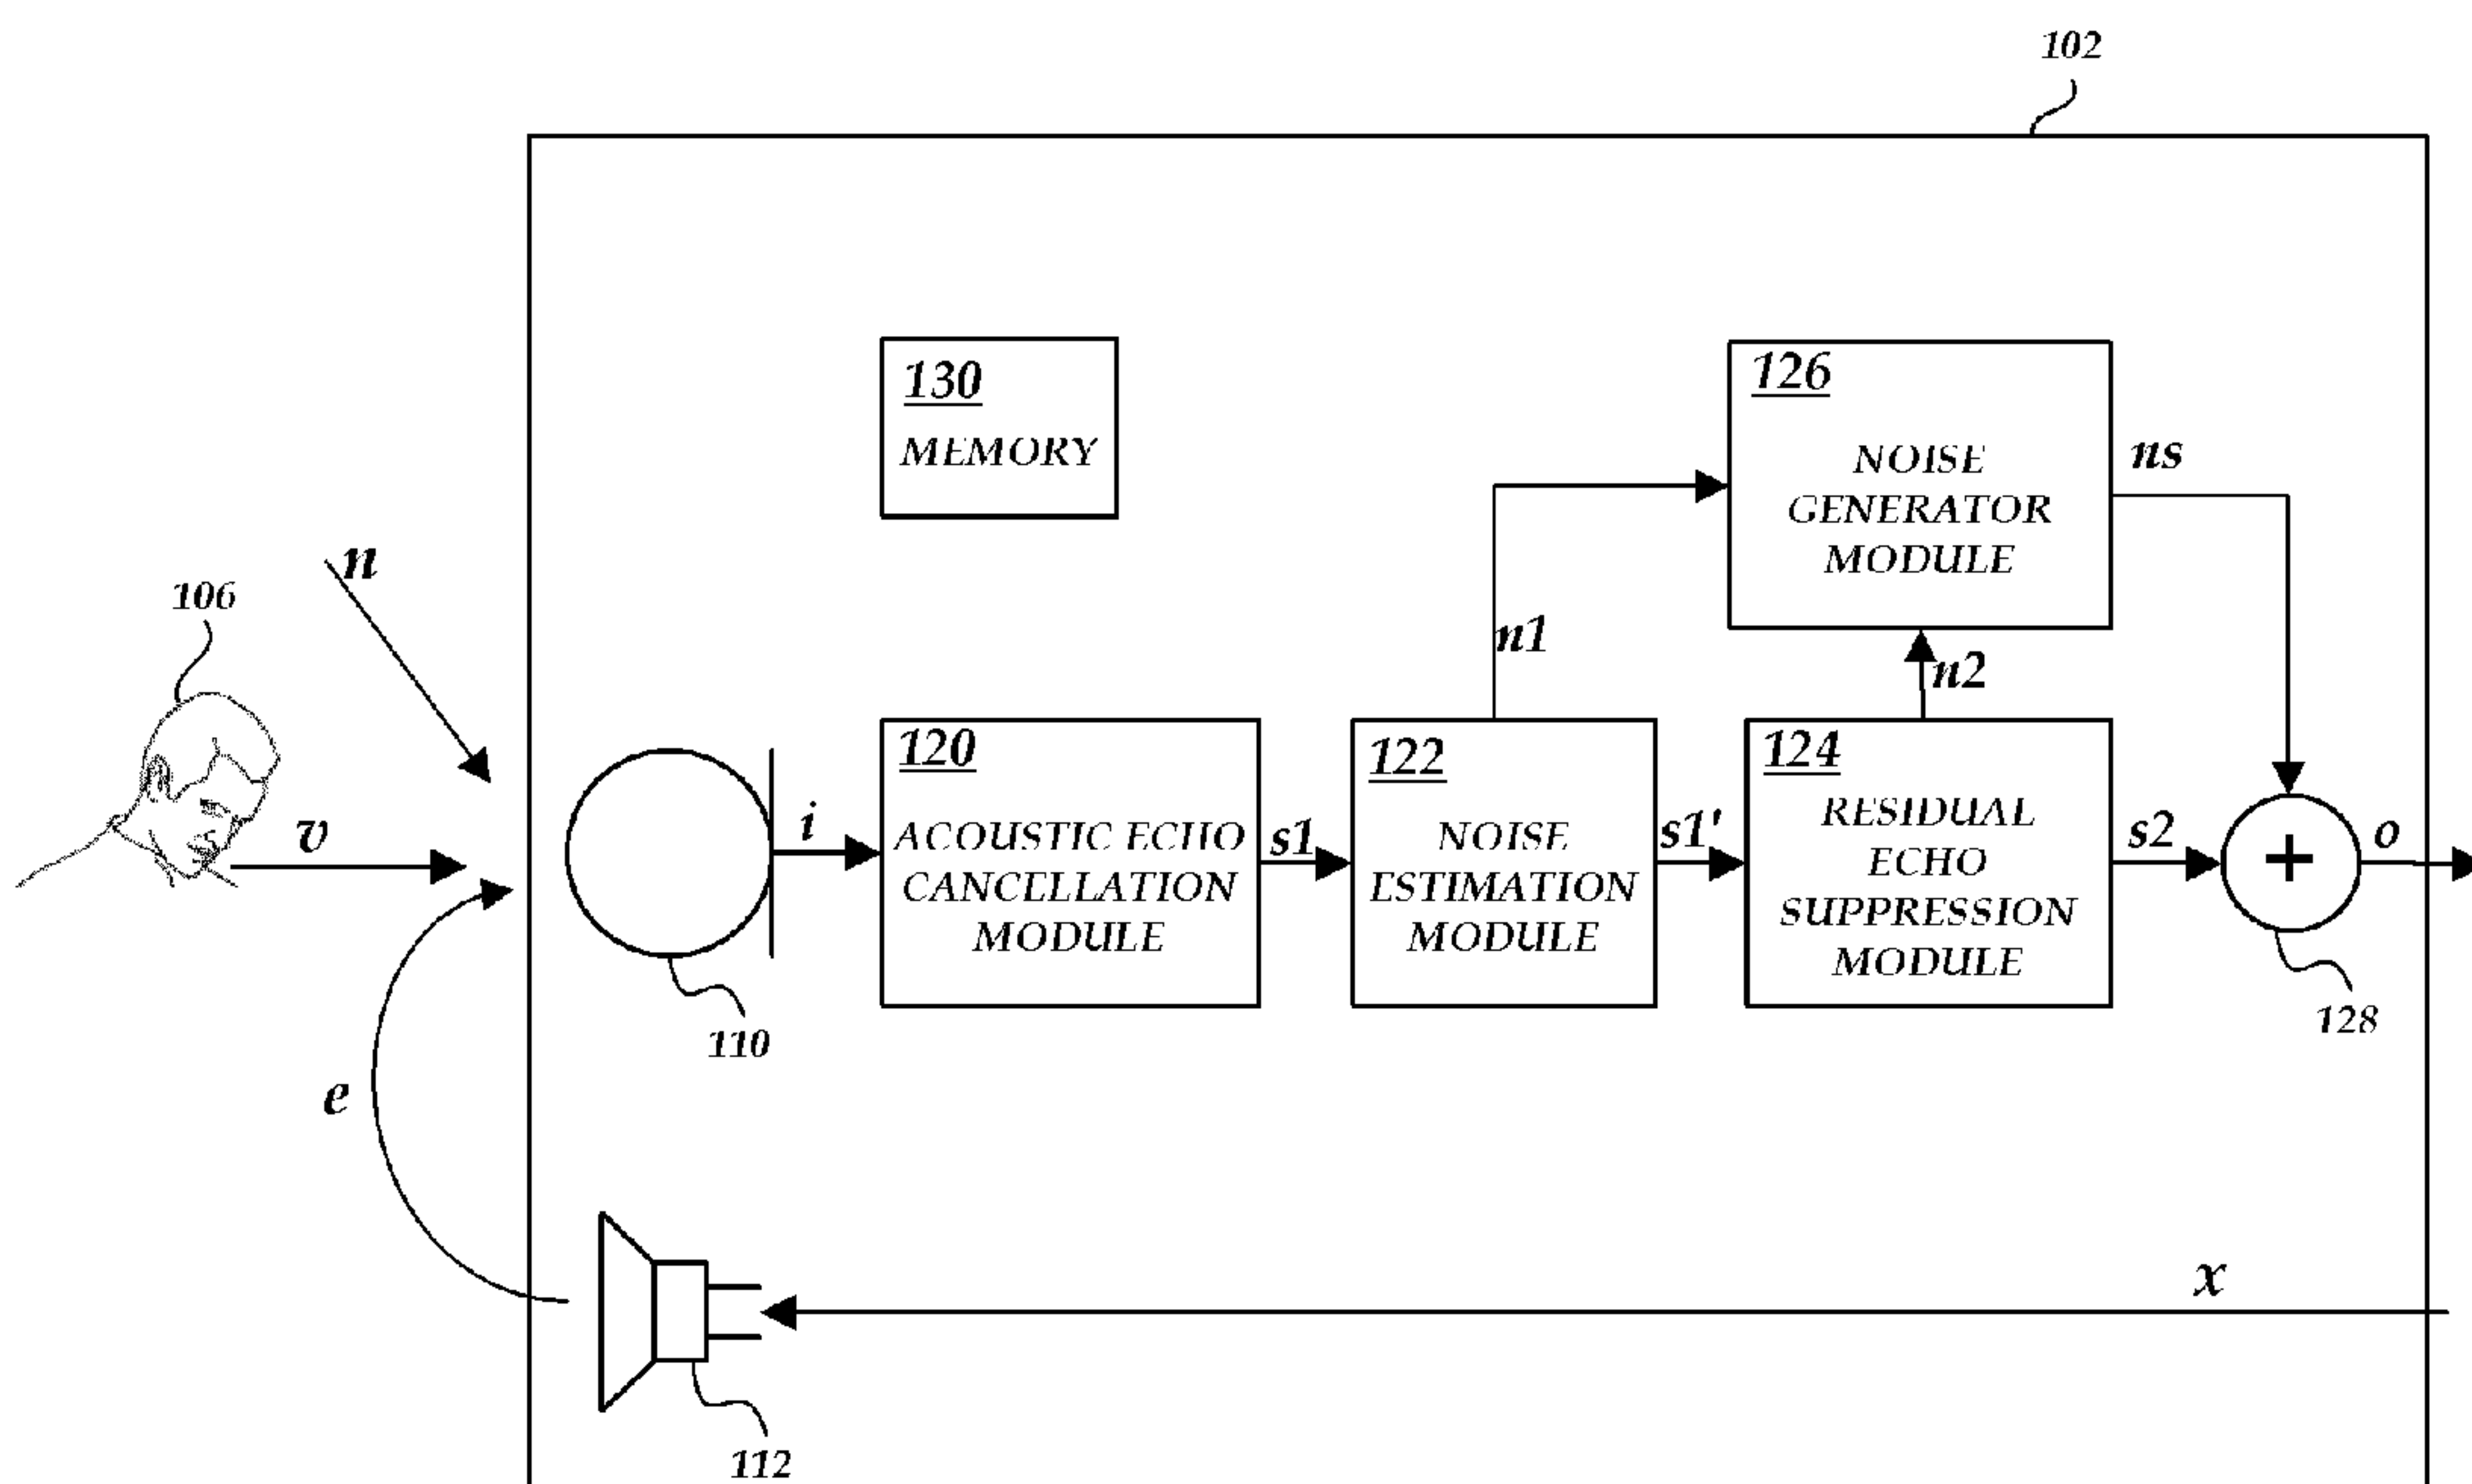 102
130
MEMORY
126
NOISE
GENERATOR
MODULE
ns
n
106
n1
n2
v
i
120
ACOUSTIC ECHO
CANCELLATION
MODULE
s1
122
NOISE
ESTIMATION
MODULE
s1'
124
RESIDUAL
ECHO
SUPPRESSION
MODULE
s2
+
o
110
128
e
x
112